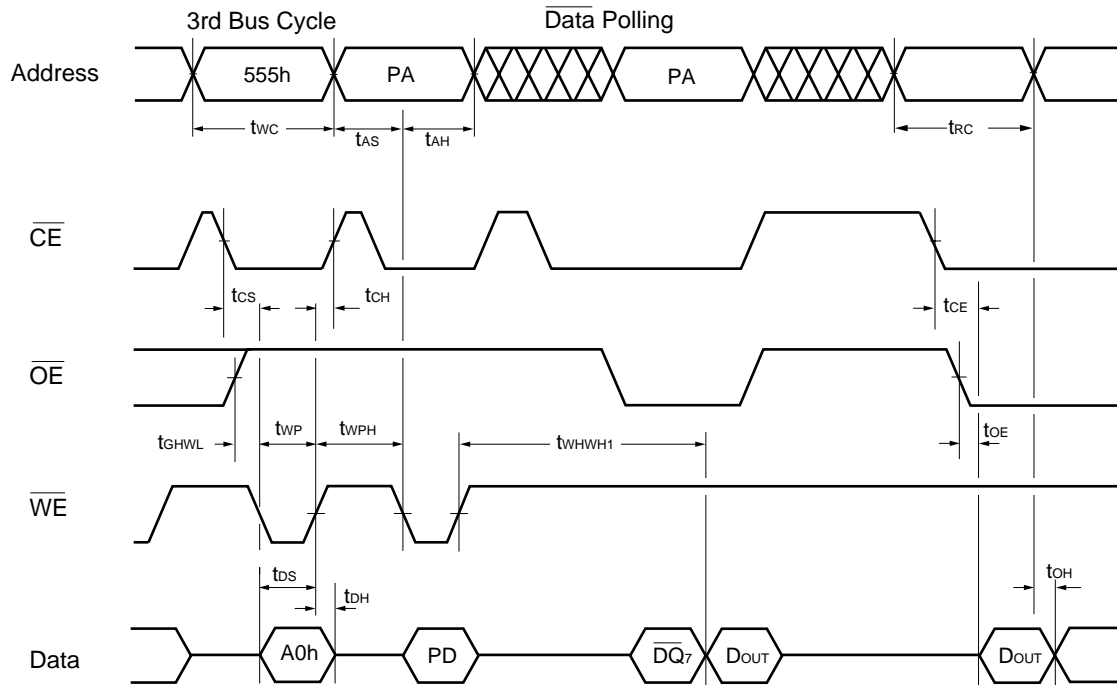 3rd Bus Cycle
Data Polling
Address
555h
PA
PA
tWC
tAS
tAH
tRC
CE
tCS
tCH
tCE
OE
tGHWL
tWP
tWPH
tWHWH1
tOE
WE
tDS
tDH
tOH
Data
A0h
PD
DQ7
DOUT
DOUT